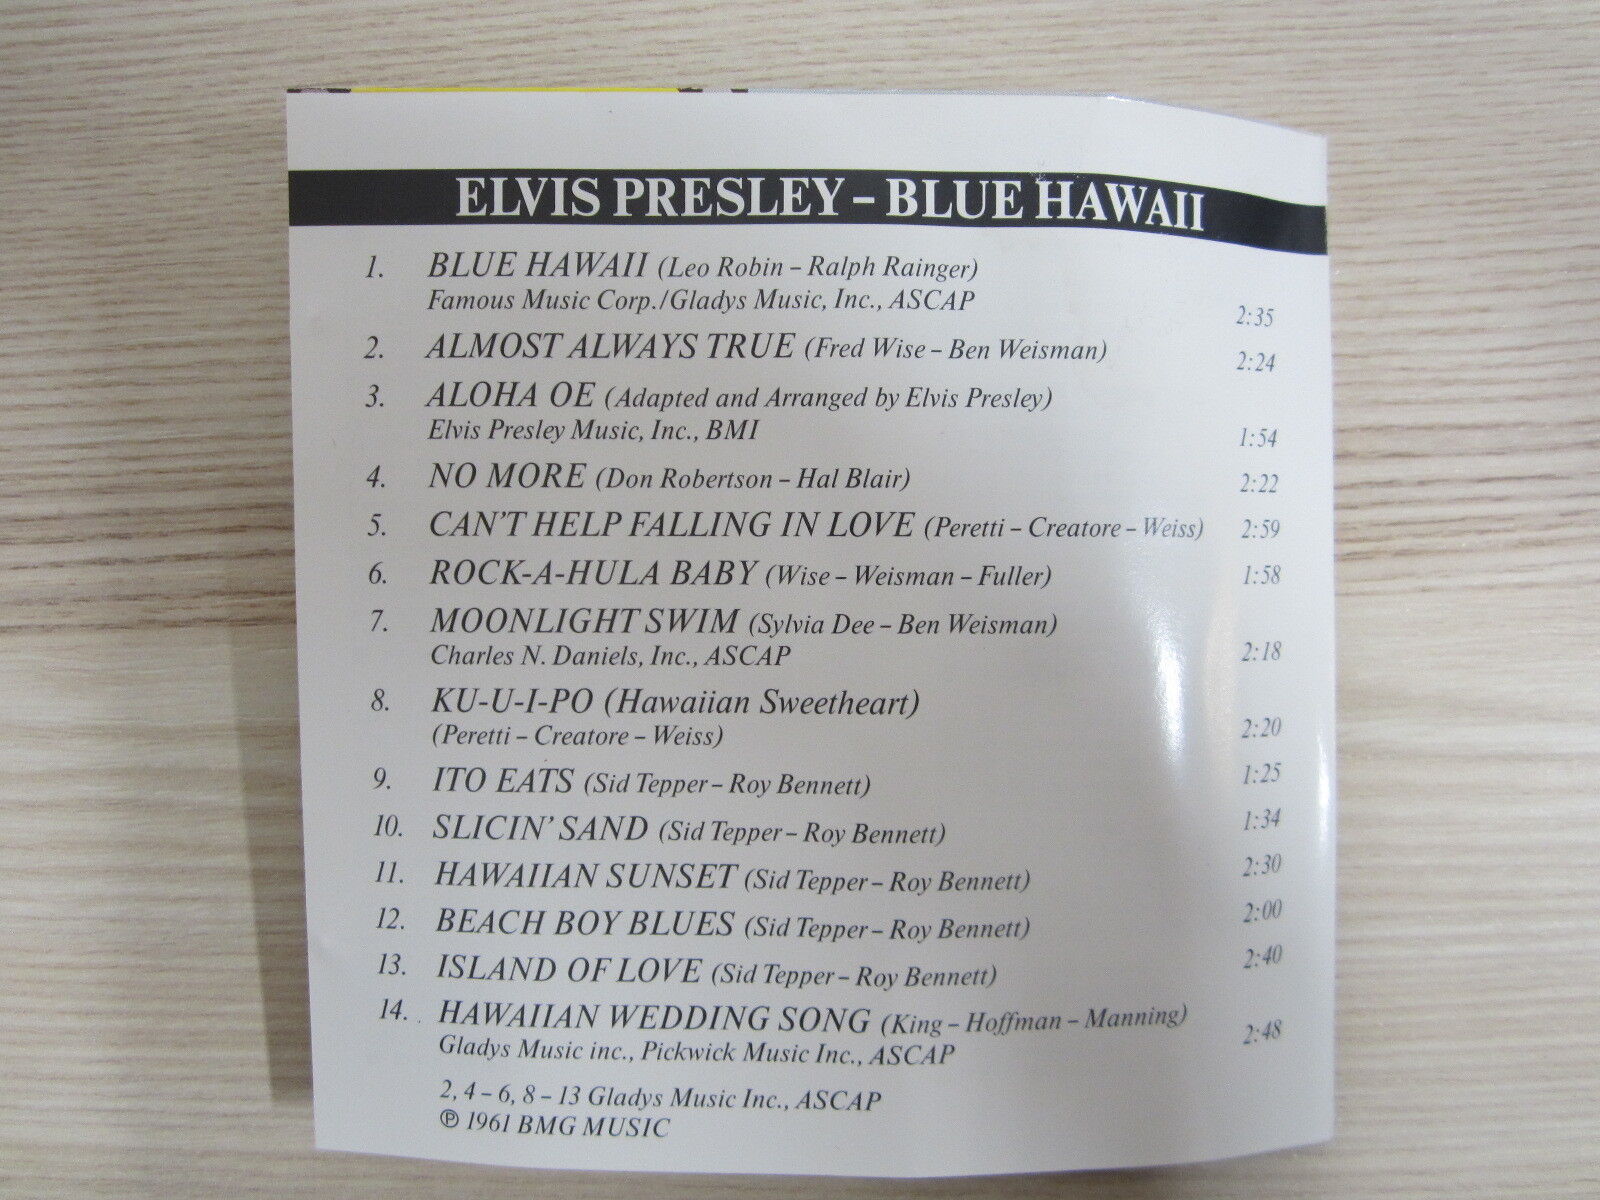 ELVIS PRESLEY – BLUE HAWAII
1. BLUE HAWAII (Leo Robin – Ralph Rainger)
Famous Music Corp./Gladys Music, Inc., ASCAP 2:35
2. ALMOST ALWAYS TRUE (Fred Wise – Ben Weisman) 2:24
3. ALOHA OE (Adapted and Arranged by Elvis Presley)
Elvis Presley Music, Inc., BMI 1:54
4. NO MORE (Don Robertson – Hal Blair) 2:22
5. CAN'T HELP FALLING IN LOVE (Peretti – Creatore – Weiss) 2:59
6. ROCK-A-HULA BABY (Wise – Weisman – Fuller) 1:58
7. MOONLIGHT SWIM (Sylvia Dee – Ben Weisman)
Charles N. Daniels, Inc., ASCAP 2:18
8. KU-U-I-PO (Hawaiian Sweetheart)
(Peretti – Creatore – Weiss) 2:20
9. ITO EATS (Sid Tepper – Roy Bennett) 1:25
10. SLICIN' SAND (Sid Tepper – Roy Bennett) 1:34
11. HAWAIIAN SUNSET (Sid Tepper – Roy Bennett) 2:30
12. BEACH BOY BLUES (Sid Tepper – Roy Bennett) 2:00
13. ISLAND OF LOVE (Sid Tepper – Roy Bennett) 2:40
14. HAWAIIAN WEDDING SONG (King – Hoffman – Manning)
Gladys Music inc., Pickwick Music Inc., ASCAP 2:48
2, 4 – 6, 8 – 13 Gladys Music Inc., ASCAP
℗ 1961 BMG MUSIC